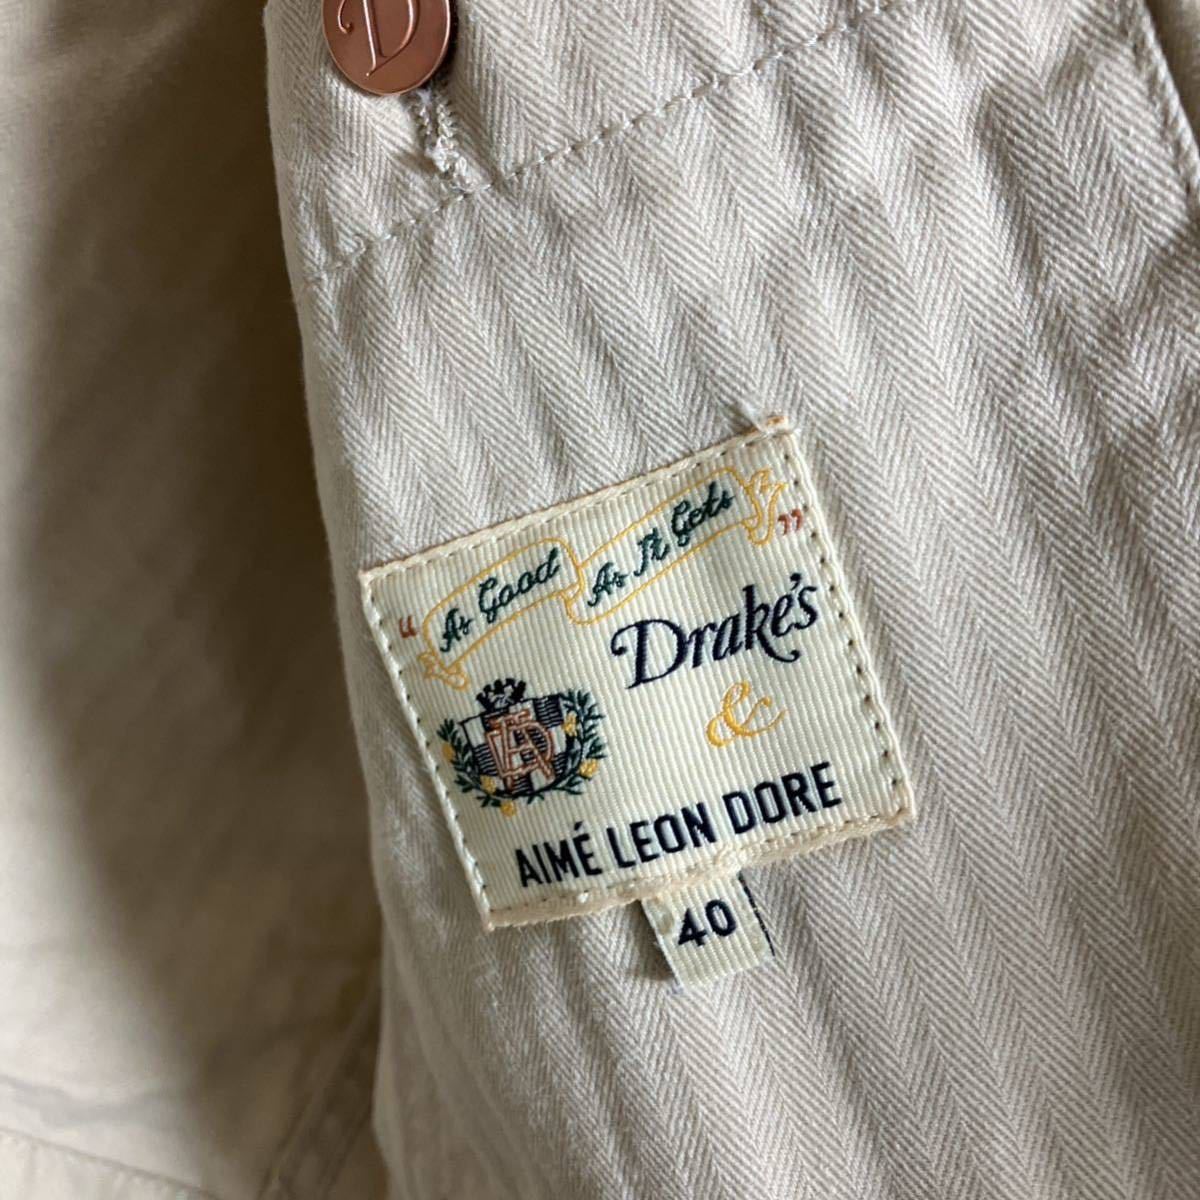 D
"As Good As It Gets"
Drake's
&
AIMÉ LEON DORE
40